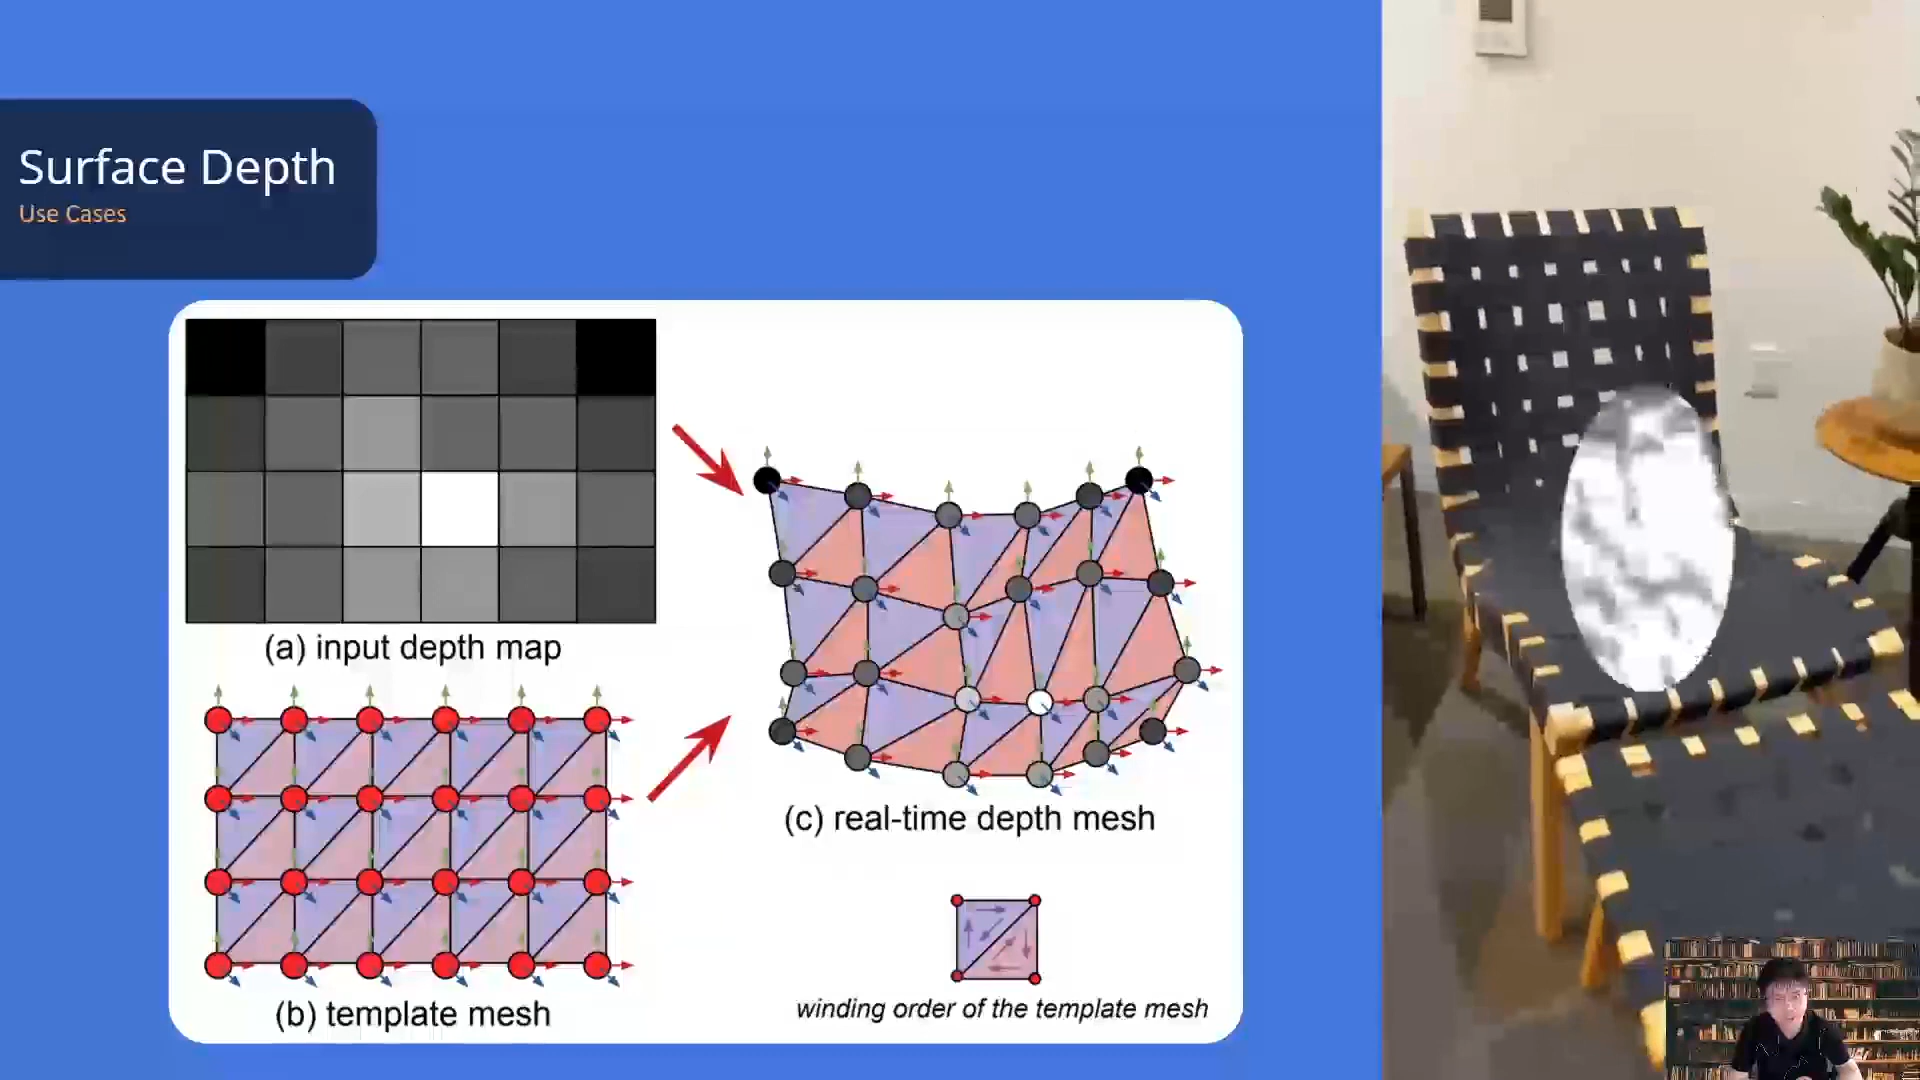 Surface Depth
Use Cases
(a) input depth map
(b) template mesh
(c) real-time depth mesh
winding order of the template mesh